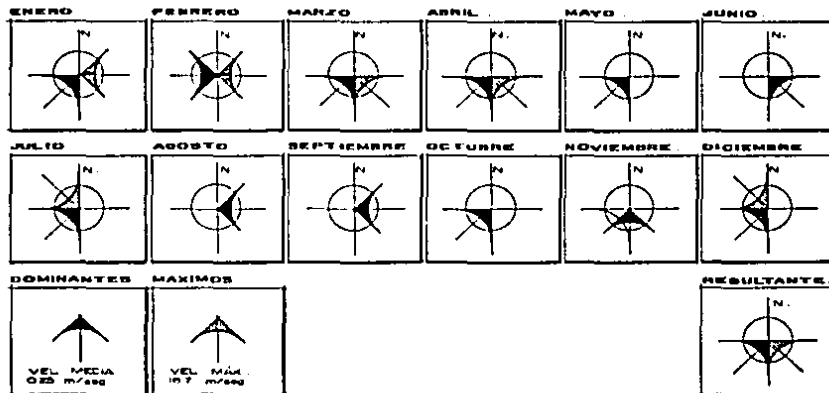 ENERO FEBRERO MARZO ABRIL MAYO JUNIO
N N N N N N.
JULIO AGOSTO SEPTIEMBRE OCTUBRE NOVIEMBRE DICIEMBRE
N. N N N N N
DOMINANTES MAXIMOS RESULTANTE
N.
VEL. MEDIA VEL. MÁX.
m/seg m/seg